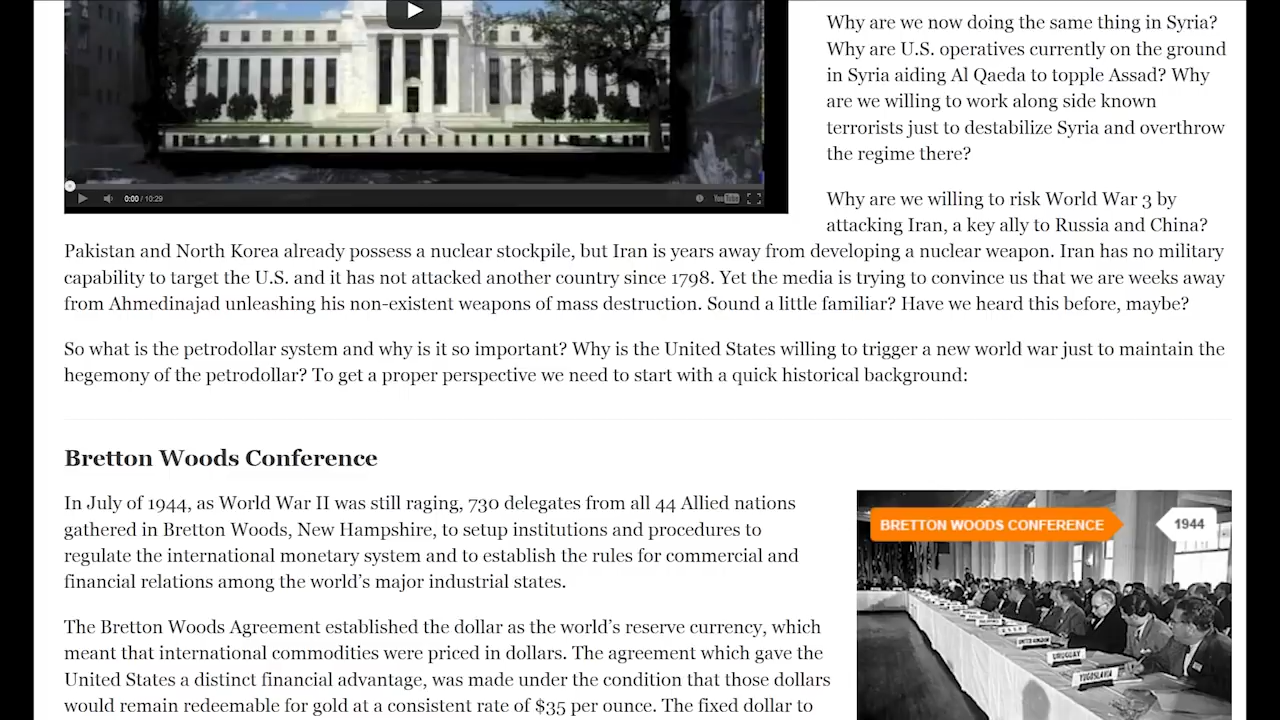 Why are we now doing the same thing in Syria?
Why are U.S. operatives currently on the ground
in Syria aiding Al Qaeda to topple Assad? Why
are we willing to work along side known
terrorists just to destabilize Syria and overthrow
the regime there?
0:00 / 10:29
YouTube
Why are we willing to risk World War 3 by
attacking Iran, a key ally to Russia and China?
Pakistan and North Korea already possess a nuclear stockpile, but Iran is years away from developing a nuclear weapon. Iran has no military
capability to target the U.S. and it has not attacked another country since 1798. Yet the media is trying to convince us that we are weeks away
from Ahmedinajad unleashing his non-existent weapons of mass destruction. Sound a little familiar? Have we heard this before, maybe?
So what is the petrodollar system and why is it so important? Why is the United States willing to trigger a new world war just to maintain the
hegemony of the petrodollar? To get a proper perspective we need to start with a quick historical background:
Bretton Woods Conference
In July of 1944, as World War II was still raging, 730 delegates from all 44 Allied nations
gathered in Bretton Woods, New Hampshire, to setup institutions and procedures to
regulate the international monetary system and to establish the rules for commercial and
financial relations among the world's major industrial states.
The Bretton Woods Agreement established the dollar as the world's reserve currency, which
meant that international commodities were priced in dollars. The agreement which gave the
United States a distinct financial advantage, was made under the condition that those dollars
would remain redeemable for gold at a consistent rate of $35 per ounce. The fixed dollar to
BRETTON WOODS CONFERENCE
1944
UNITED KINGDOM
URUGUAY
YUGOSLAVIA